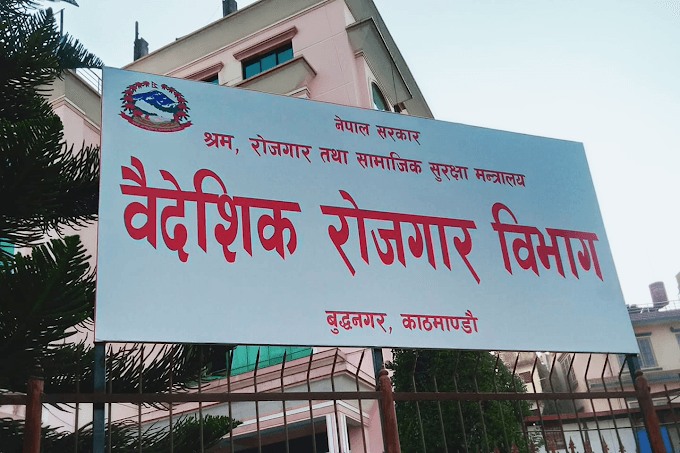 नेपाल सरकार
श्रम, रोजगार तथा सामाजिक सुरक्षा मन्त्रालय
वैदेशिक रोजगार विभाग
बुद्धनगर, काठमाण्डौ